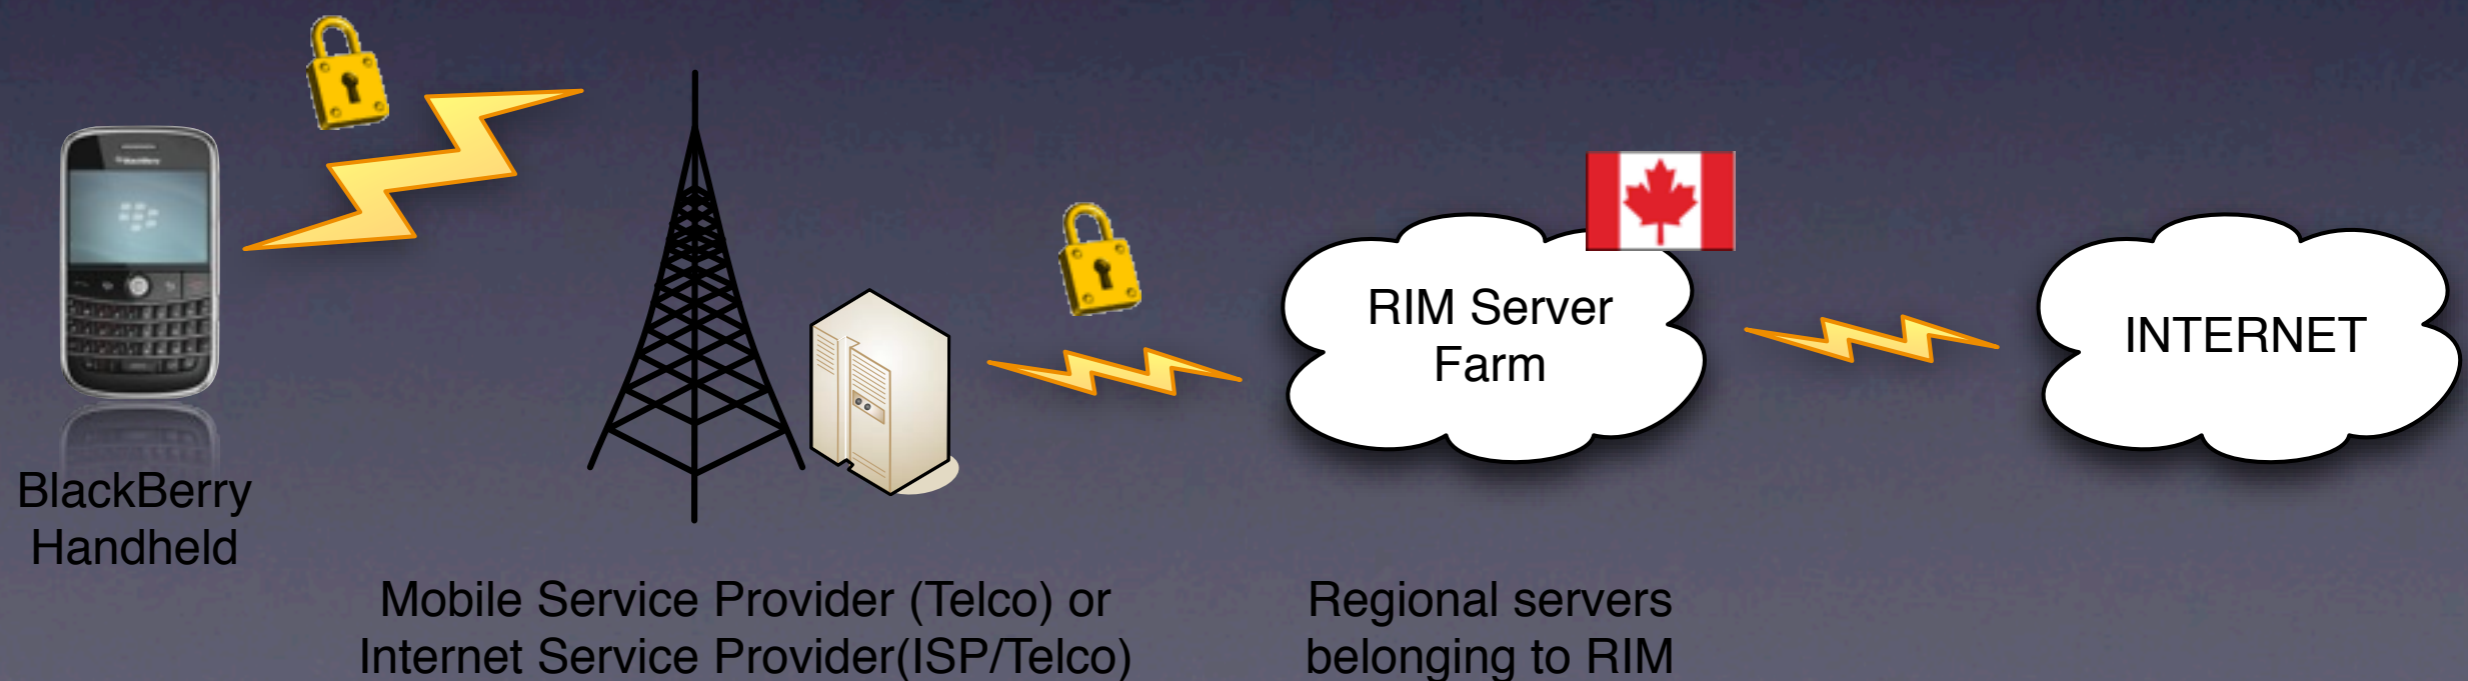 BlackBerry
Handheld
Mobile Service Provider (Telco) or
Internet Service Provider(ISP/Telco)
RIM Server
Farm
Regional servers
belonging to RIM
INTERNET